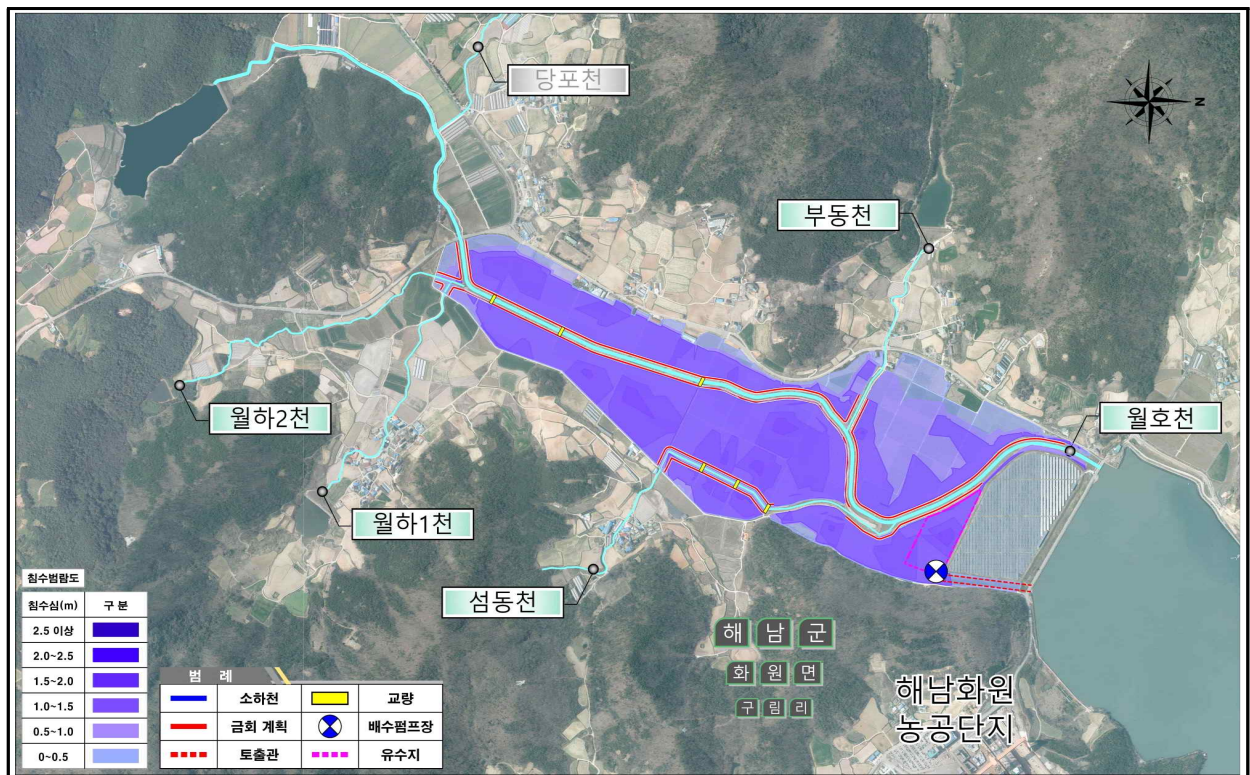 당포천
N
부동천
월하2천
월호천
월하1천
섬동천
침수범람도
침수심(m) 구 분
2.5 이상
2.0~2.5
1.5~2.0
1.0~1.5
0.5~1.0
0~0.5
범 례
소하천 교량
금회 계획 배수펌프장
토출관 유수지
해 남 군
화 원 면
구 림 리
해남화원
농공단지